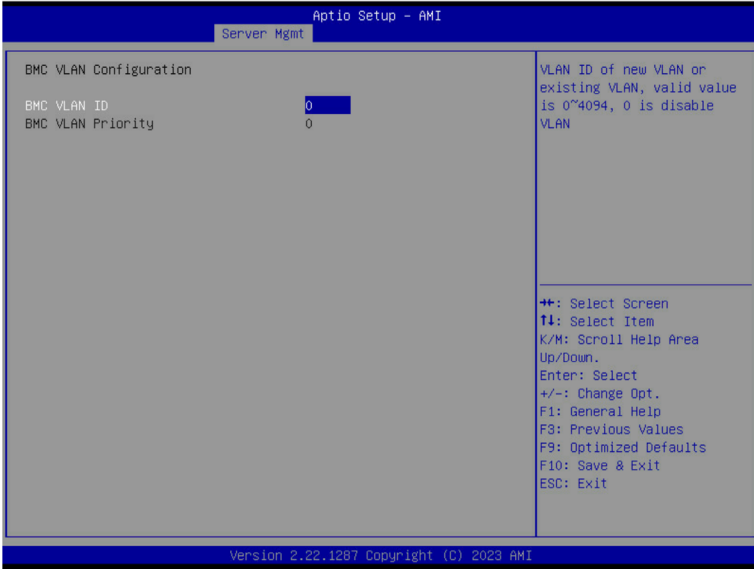 Aptio Setup – AMI
Server Mgmt
BMC VLAN Configuration
BMC VLAN ID 0
BMC VLAN Priority 0
VLAN ID of new VLAN or
existing VLAN, valid value
is 0~4094, 0 is disable
VLAN
→←: Select Screen
↑↓: Select Item
K/M: Scroll Help Area
Up/Down.
Enter: Select
+/-: Change Opt.
F1: General Help
F3: Previous Values
F9: Optimized Defaults
F10: Save & Exit
ESC: Exit
Version 2.22.1287 Copyright (C) 2023 AMI